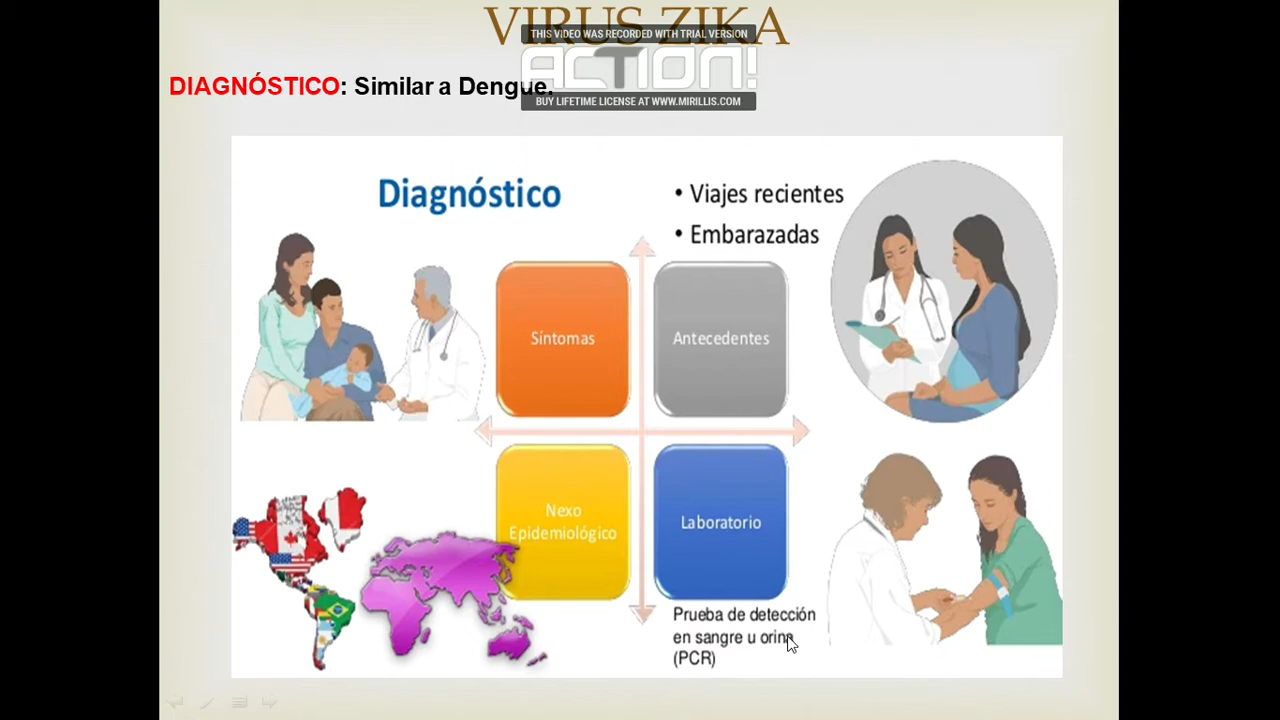 VIRUS ZIKA
THIS VIDEO WAS RECORDED WITH TRIAL VERSION
ACTION!
BUY LIFETIME LICENSE AT WWW.MIRILLIS.COM
DIAGNÓSTICO: Similar a Dengue.
Diagnóstico
• Viajes recientes
• Embarazadas
Síntomas
Antecedentes
Nexo
Epidemiológico
Laboratorio
Prueba de detección
en sangre u orina
(PCR)